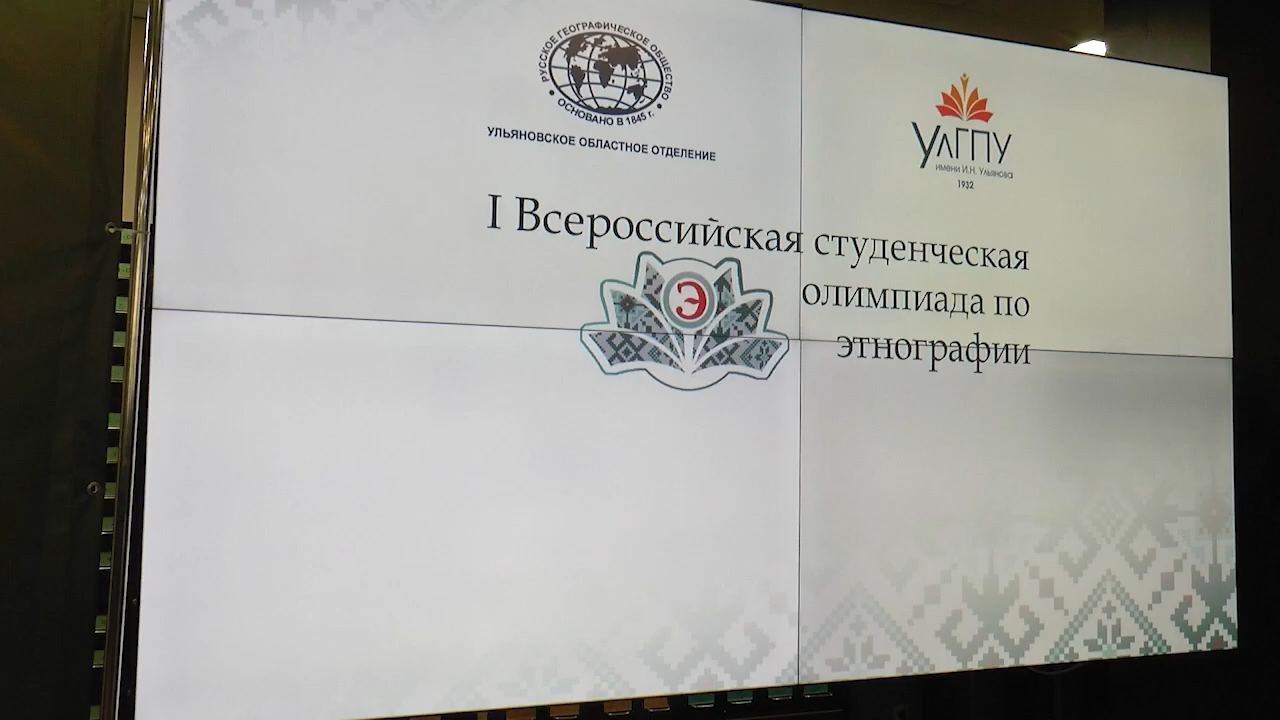 РУССКОЕ ГЕОГРАФИЧЕСКОЕ ОБЩЕСТВО
ОСНОВАНО В 1845 г.
УЛЬЯНОВСКОЕ ОБЛАСТНОЕ ОТДЕЛЕНИЕ
УлГПУ
имени И.Н. Ульянова
1932
I Всероссийская студенческая
олимпиада по
этнографии
Э